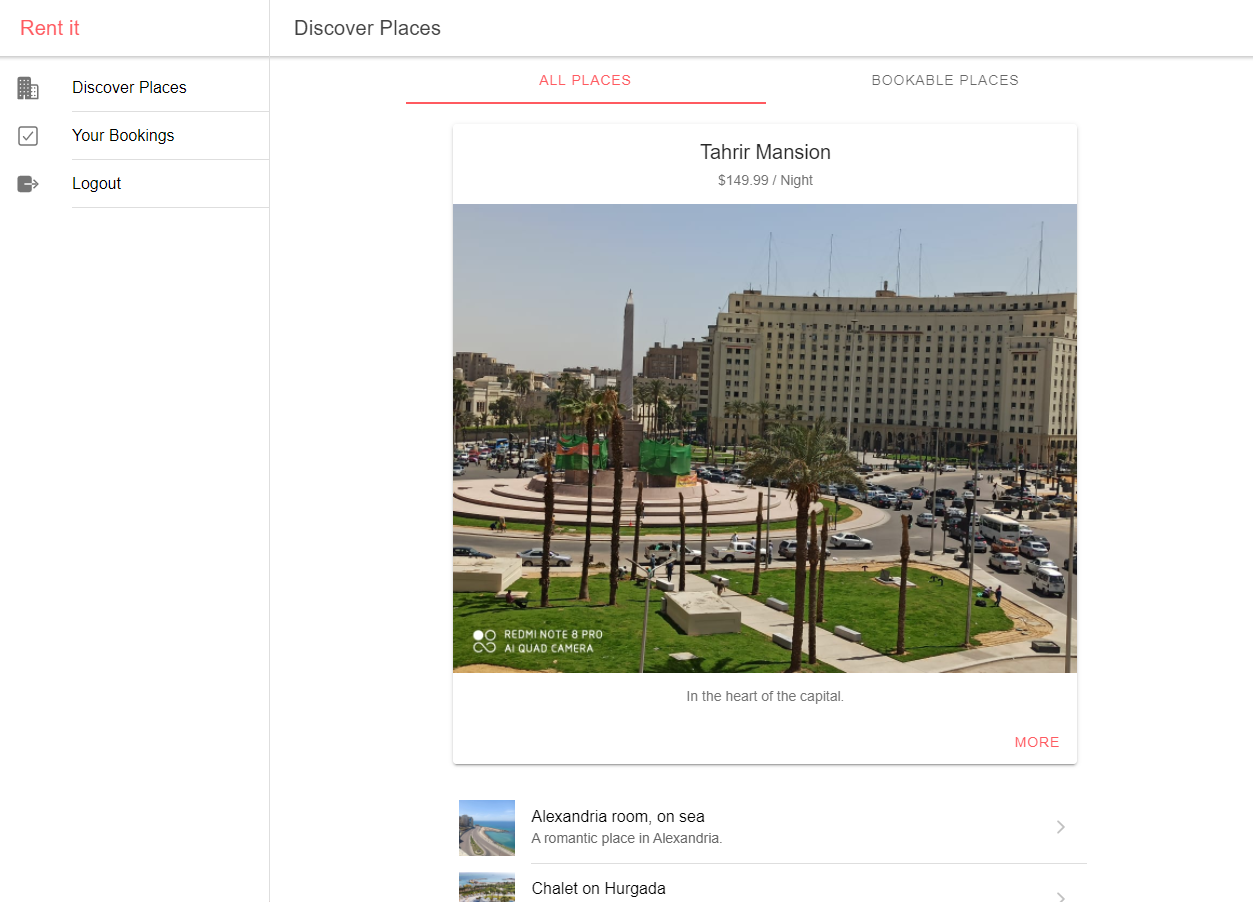 Rent it
Discover Places
Discover Places
Your Bookings
Logout
ALL PLACES
BOOKABLE PLACES
Tahrir Mansion
$149.99 / Night
REDMI NOTE 8 PRO
AI QUAD CAMERA
In the heart of the capital.
MORE
Alexandria room, on sea
A romantic place in Alexandria.
Chalet on Hurgada